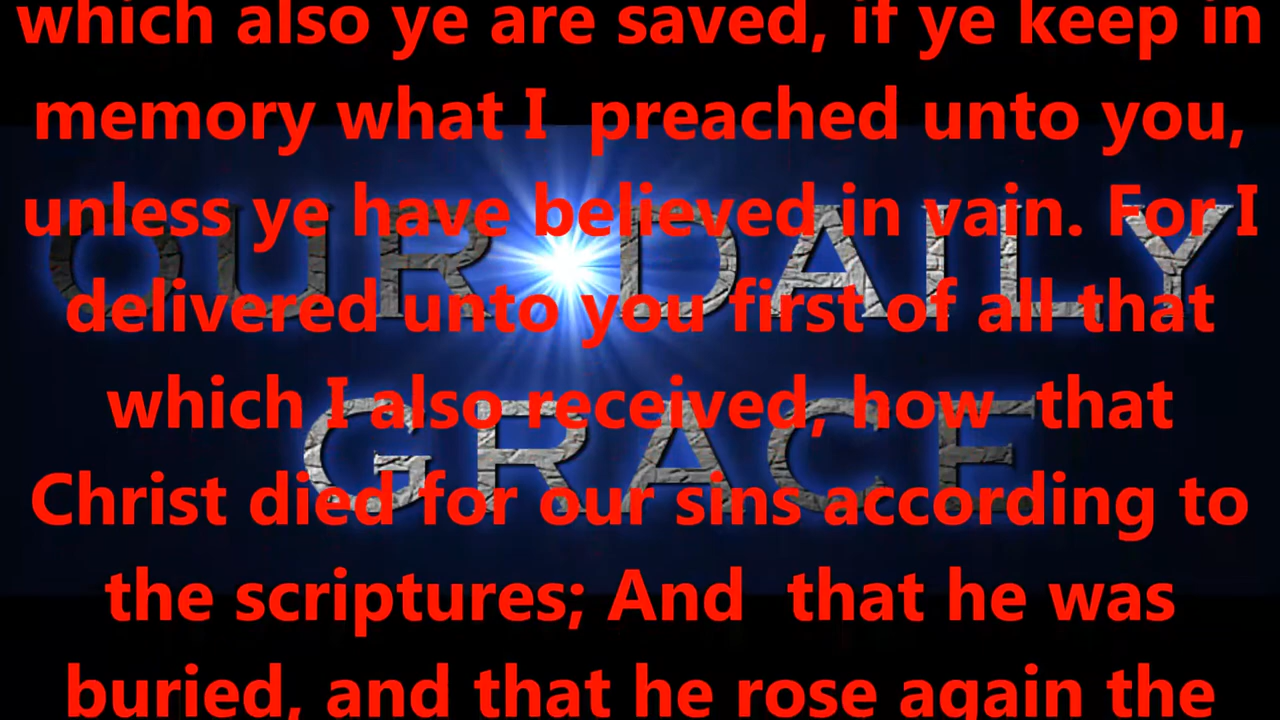 which also ye are saved, if ye keep in
memory what I preached unto you,
unless ye have believed in vain. For I
OUR DAILY
delivered unto you first of all that
which I also received, how that
GRACE
Christ died for our sins according to
the scriptures; And that he was
buried, and that he rose again the